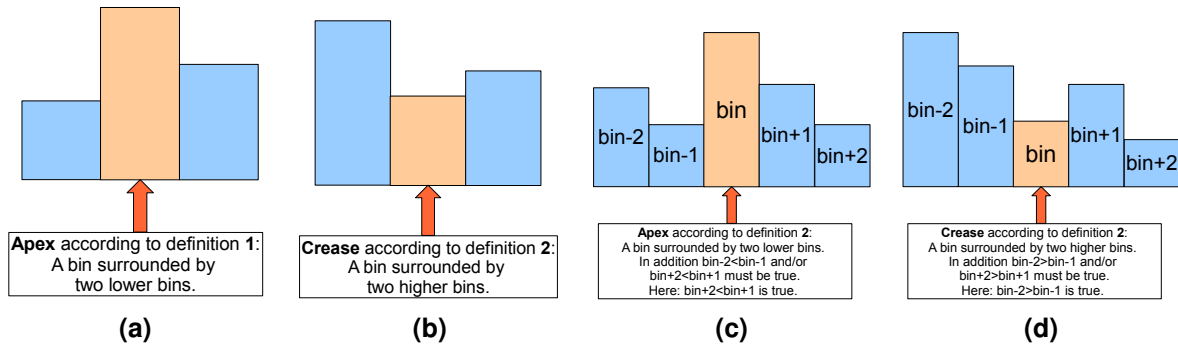 Apex according to definition 1:
A bin surrounded by
two lower bins.
(a)
Crease according to definition 2:
A bin surrounded by
two higher bins.
(b)
bin-2
bin-1
bin
bin+1
bin+2
Apex according to definition 2:
A bin surrounded by two lower bins.
In addition bin-2<bin-1 and/or
bin+2<bin+1 must be true.
Here: bin+2<bin+1 is true.
(c)
bin-2
bin-1
bin
bin+1
bin+2
Crease according to definition 2:
A bin surrounded by two higher bins.
In addition bin-2>bin-1 and/or
bin+2>bin+1 must be true.
Here: bin-2>bin-1 is true.
(d)